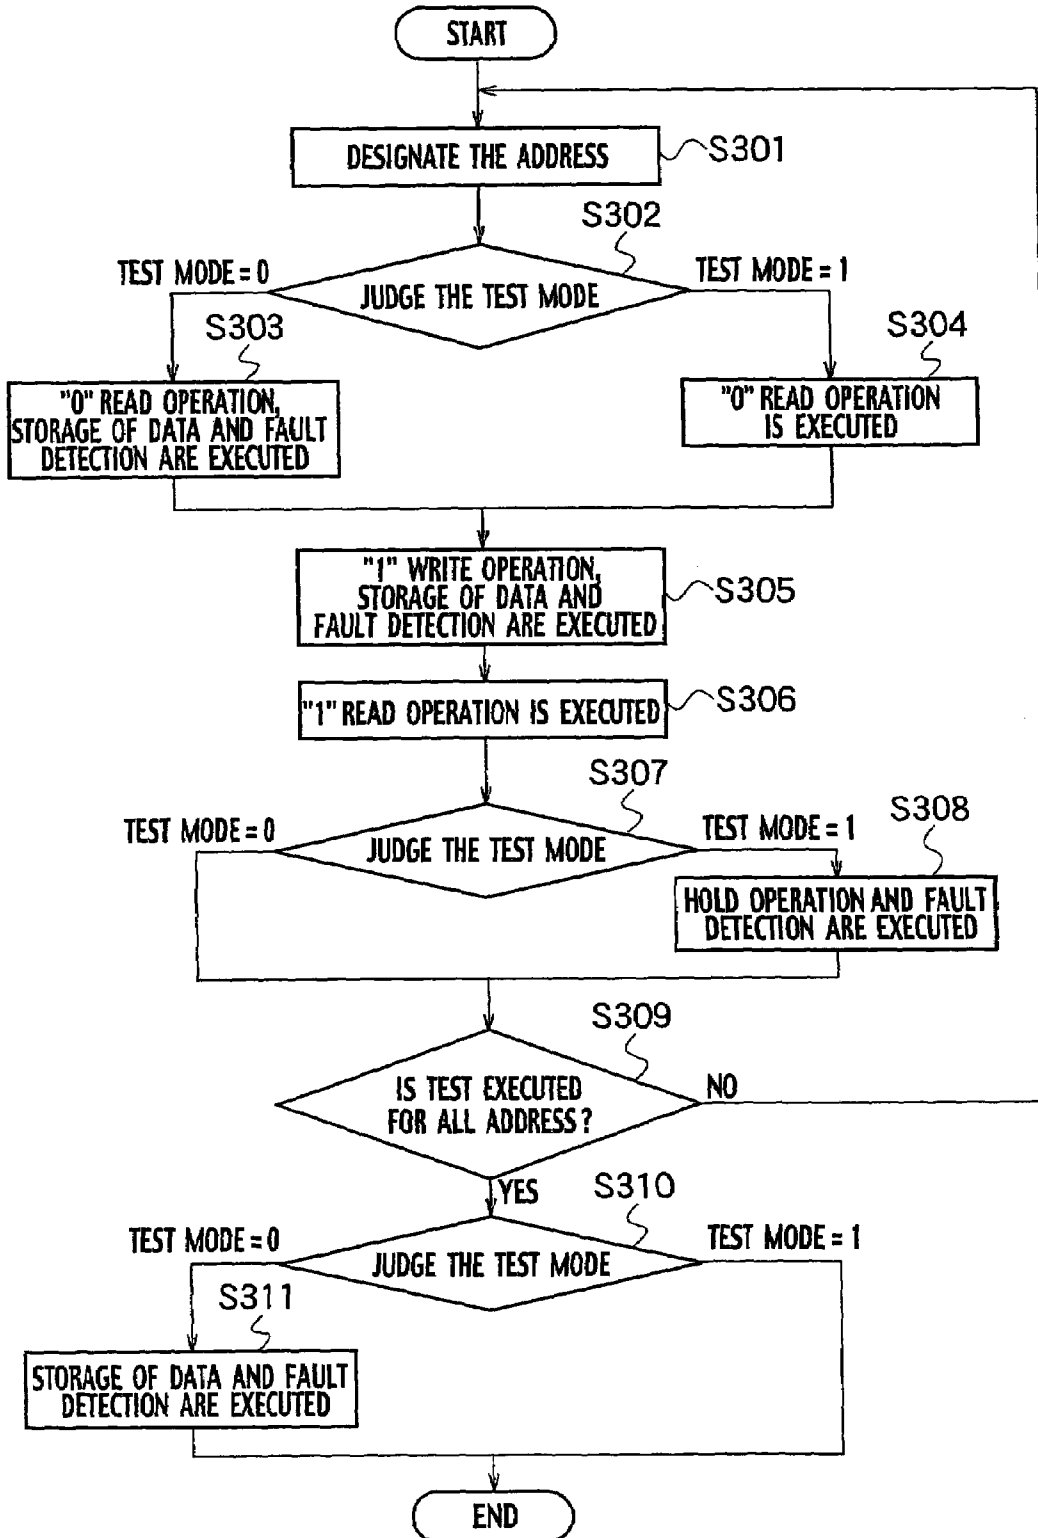 START
DESIGNATE THE ADDRESS
S301
S302
TEST MODE = 0
TEST MODE = 1
JUDGE THE TEST MODE
S303
S304
"0" READ OPERATION,
STORAGE OF DATA AND FAULT
DETECTION ARE EXECUTED
"0" READ OPERATION
IS EXECUTED
"1" WRITE OPERATION,
STORAGE OF DATA AND
FAULT DETECTION ARE EXECUTED
S305
"1" READ OPERATION IS EXECUTED
S306
S307
TEST MODE = 0
TEST MODE = 1
JUDGE THE TEST MODE
S308
HOLD OPERATION AND FAULT
DETECTION ARE EXECUTED
S309
IS TEST EXECUTED
FOR ALL ADDRESS?
NO
YES
S310
TEST MODE = 0
TEST MODE = 1
JUDGE THE TEST MODE
S311
STORAGE OF DATA AND FAULT
DETECTION ARE EXECUTED
END